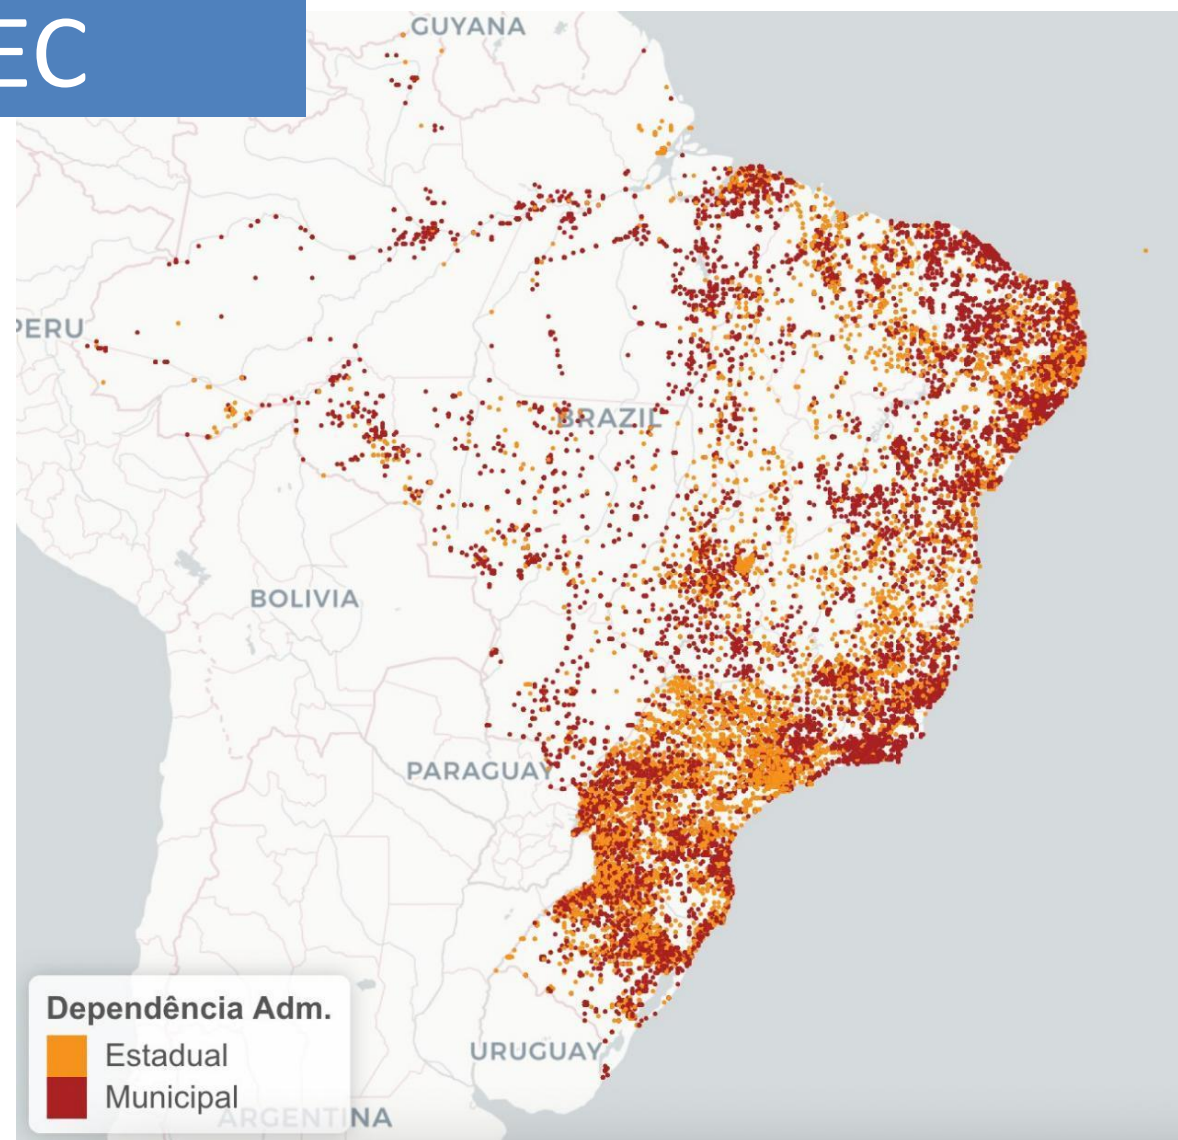 EC
GUYANA
PERU
BRAZIL
BOLIVIA
PARAGUAY
URUGUAY
Dependência Adm.
Estadual
Municipal
ARGENTINA